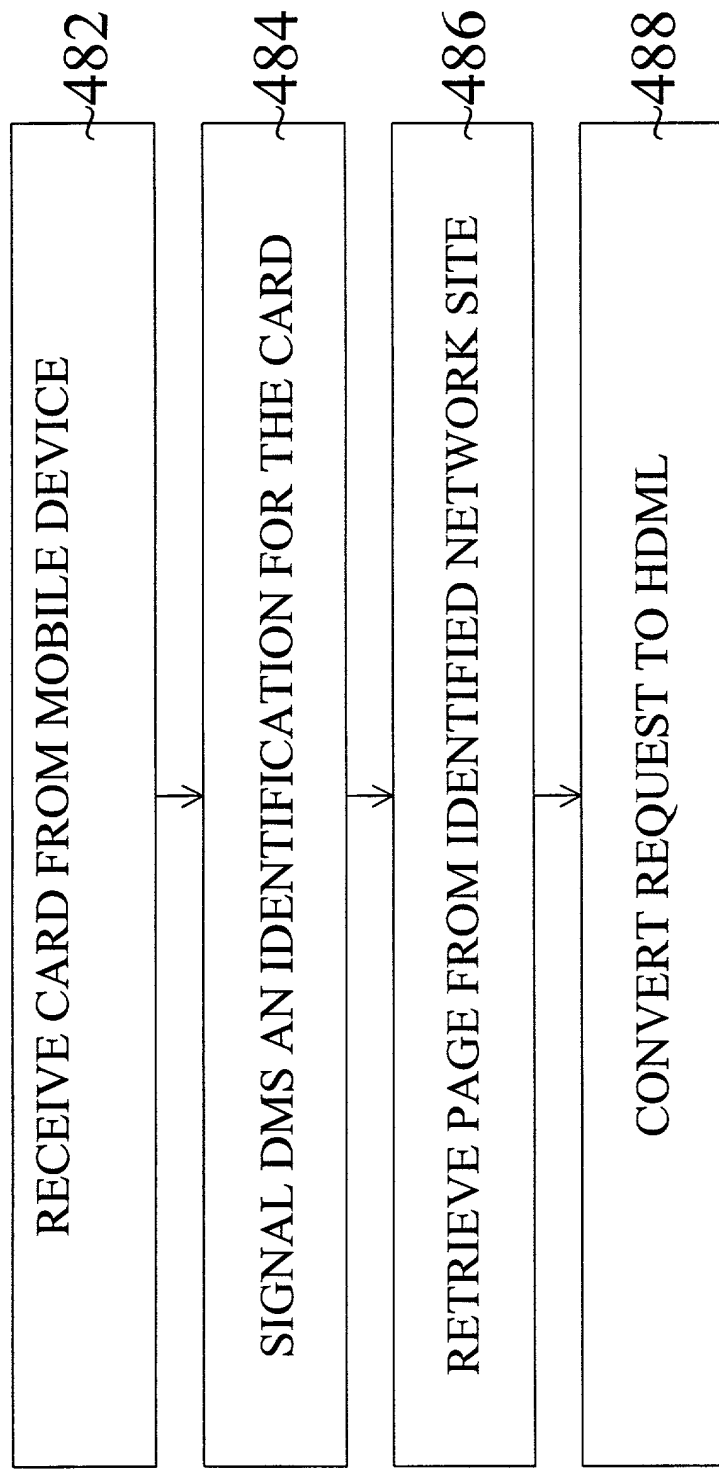 RECEIVE CARD FROM MOBILE DEVICE
~482
SIGNAL DMS AN IDENTIFICATION FOR THE CARD
~484
RETRIEVE PAGE FROM IDENTIFIED NETWORK SITE
~486
CONVERT REQUEST TO HDML
~488